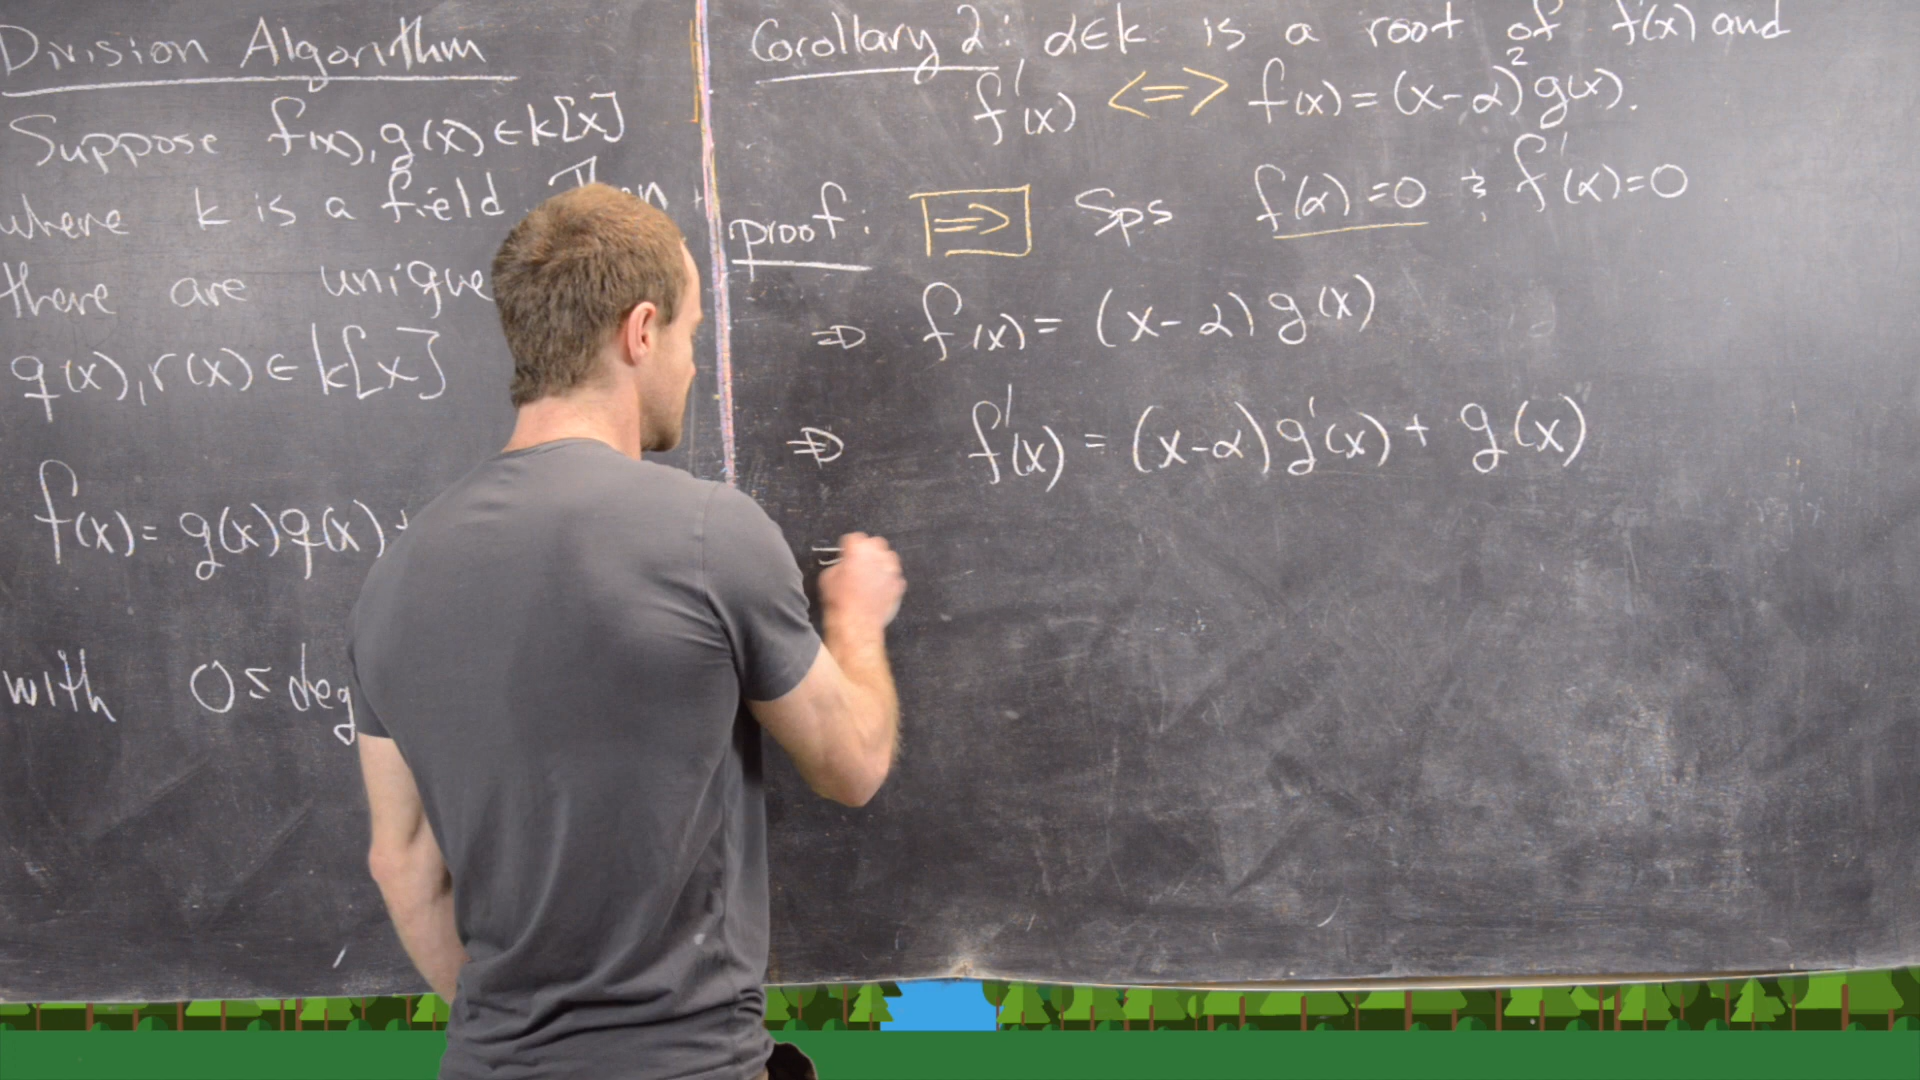 Division Algorithm
Suppose f(x), g(x) ∈ k[x]
where k is a field. Then
there are unique
q(x), r(x) ∈ k[x]
f(x) = g(x)q(x) +
with 0 ≤ deg
Corollary 2: α∈k is a root of f(x) and
f'(x) <=> f(x) = (x-α)²g(x).
proof: => Sps f(α)=0 & f'(α)=0
⇒ f(x) = (x-α)g(x)
⇒ f'(x) = (x-α)g'(x) + g(x)
=